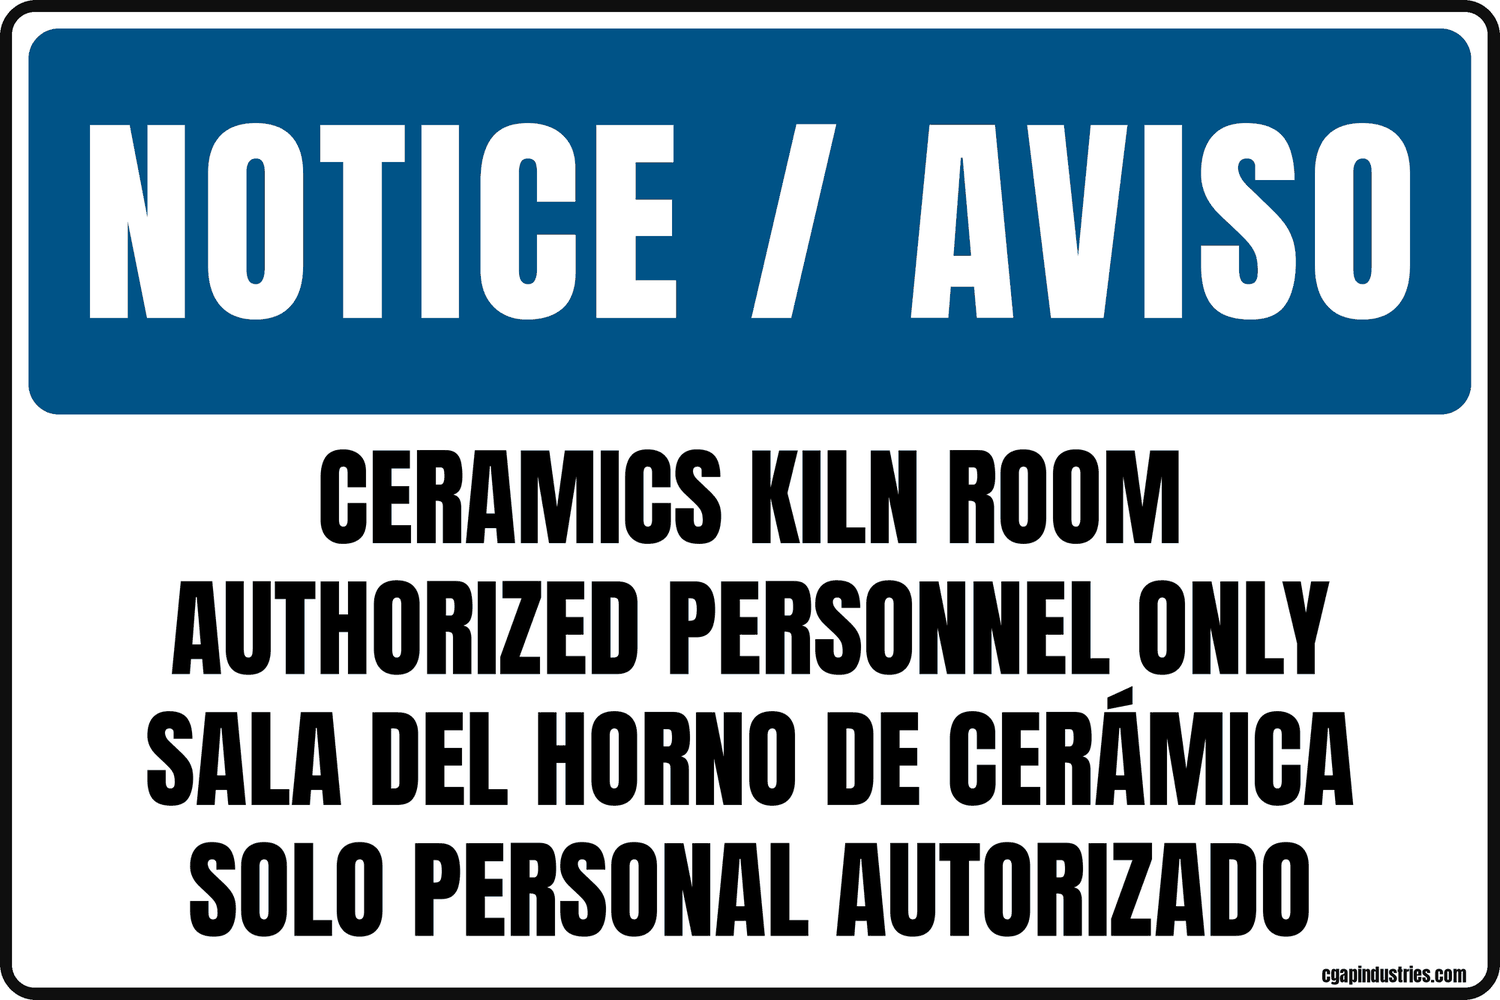 NOTICE / AVISO
CERAMICS KILN ROOM
AUTHORIZED PERSONNEL ONLY
SALA DEL HORNO DE CERÁMICA
SOLO PERSONAL AUTORIZADO
cgapindustries.com